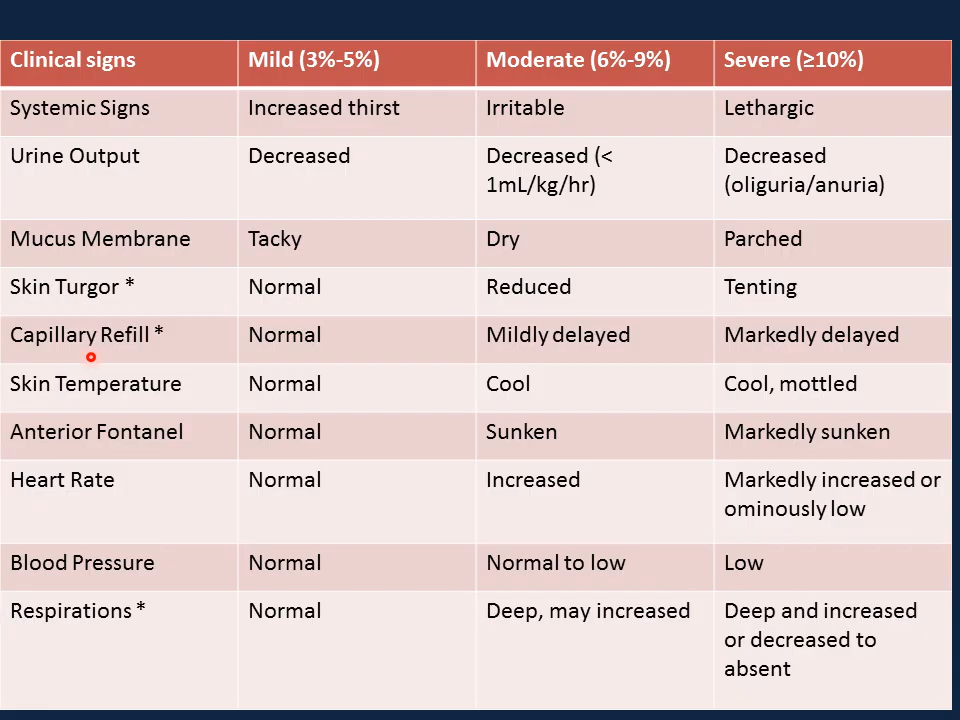 Clinical signs Mild (3%-5%) Moderate (6%-9%) Severe (≥10%)
Systemic Signs Increased thirst Irritable Lethargic
Urine Output Decreased Decreased (< Decreased
1mL/kg/hr) (oliguria/anuria)
Mucus Membrane Tacky Dry Parched
Skin Turgor * Normal Reduced Tenting
Capillary Refill * Normal Mildly delayed Markedly delayed
Skin Temperature Normal Cool Cool, mottled
Anterior Fontanel Normal Sunken Markedly sunken
Heart Rate Normal Increased Markedly increased or
ominously low
Blood Pressure Normal Normal to low Low
Respirations * Normal Deep, may increased Deep and increased
or decreased to
absent